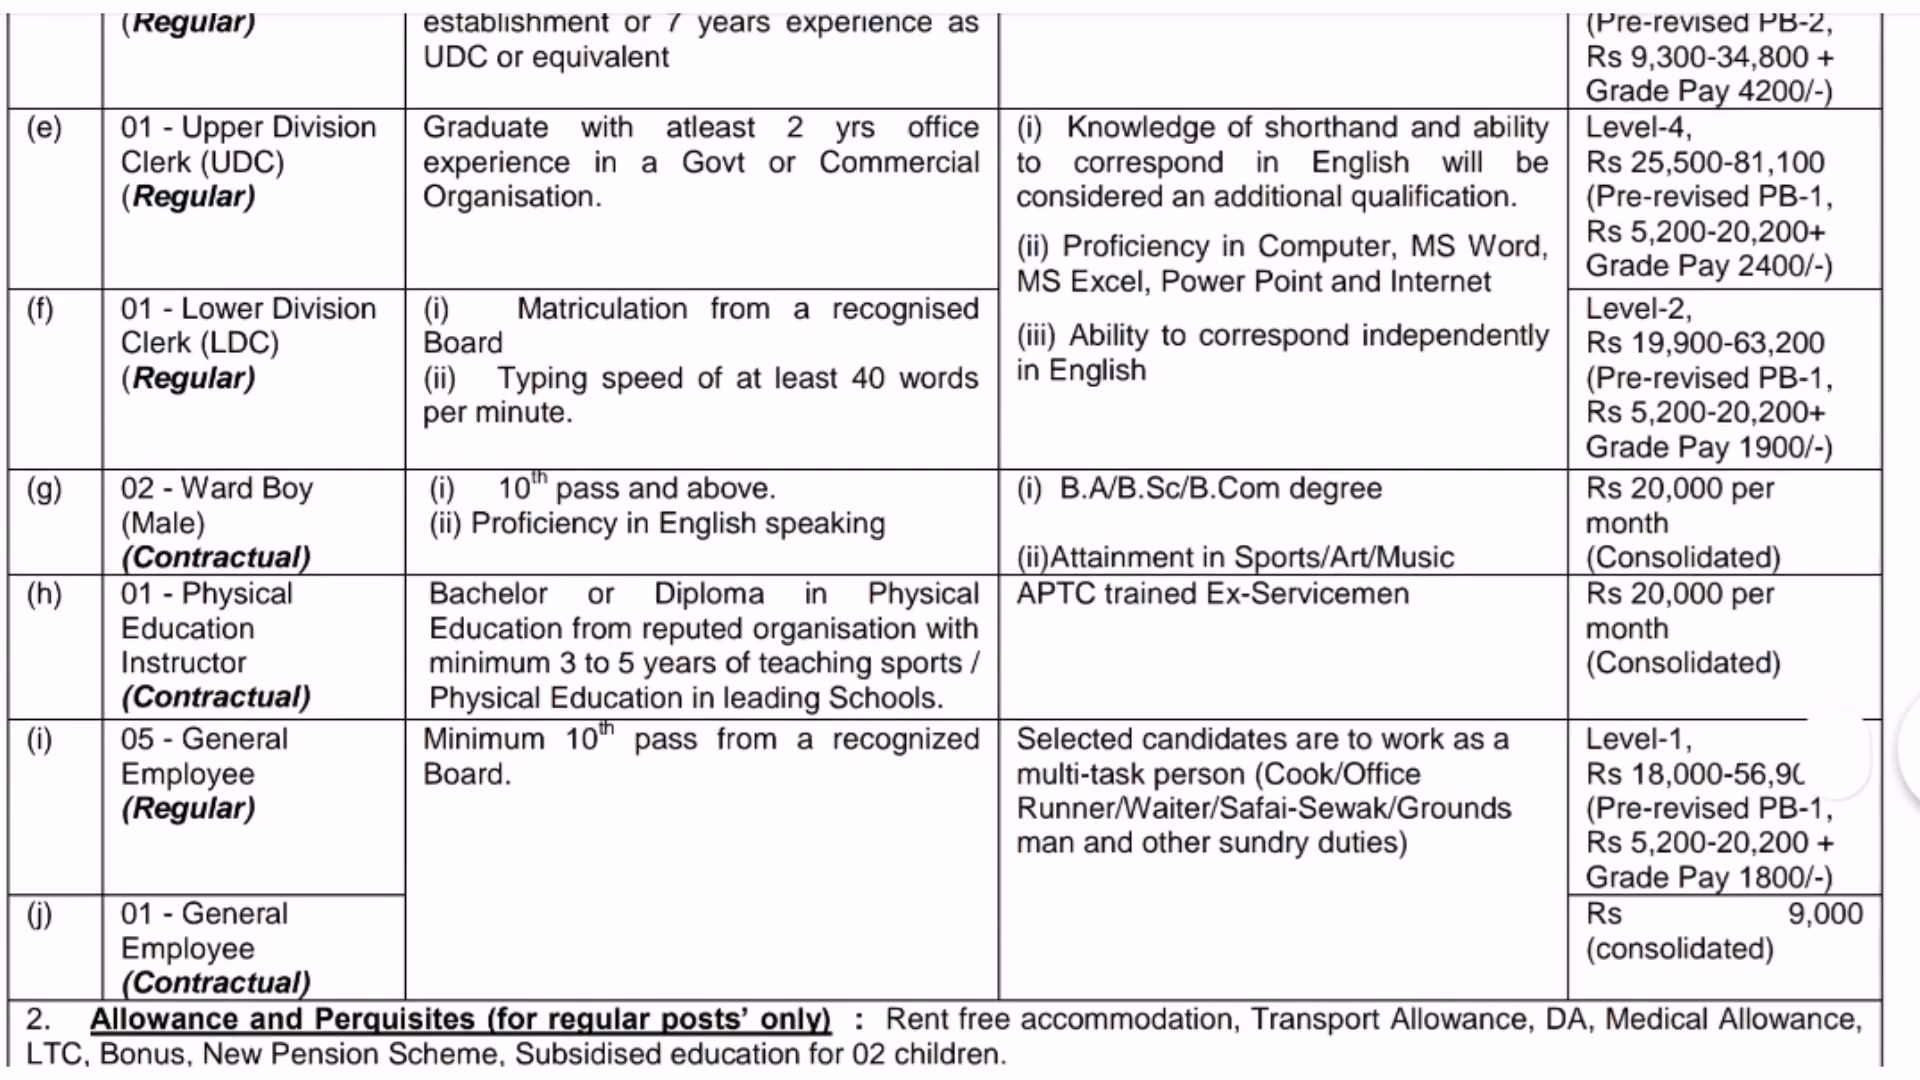 (Regular)
establishment or 7 years experience as
UDC or equivalent
(Pre-revised PB-2,
Rs 9,300-34,800 +
Grade Pay 4200/-)
(e)
01 - Upper Division
Clerk (UDC)
(Regular)
Graduate with atleast 2 yrs office
experience in a Govt or Commercial
Organisation.
(i) Knowledge of shorthand and ability
to correspond in English will be
considered an additional qualification.
(ii) Proficiency in Computer, MS Word,
MS Excel, Power Point and Internet
(iii) Ability to correspond independently
in English
Level-4,
Rs 25,500-81,100
(Pre-revised PB-1,
Rs 5,200-20,200+
Grade Pay 2400/-)
(f)
01 - Lower Division
Clerk (LDC)
(Regular)
(i) Matriculation from a recognised
Board
(ii) Typing speed of at least 40 words
per minute.
Level-2,
Rs 19,900-63,200
(Pre-revised PB-1,
Rs 5,200-20,200+
Grade Pay 1900/-)
(g)
02 - Ward Boy
(Male)
(Contractual)
(i) 10th pass and above.
(ii) Proficiency in English speaking
(i) B.A/B.Sc/B.Com degree
(ii)Attainment in Sports/Art/Music
Rs 20,000 per
month
(Consolidated)
(h)
01 - Physical
Education
Instructor
(Contractual)
Bachelor or Diploma in Physical
Education from reputed organisation with
minimum 3 to 5 years of teaching sports /
Physical Education in leading Schools.
APTC trained Ex-Servicemen
Rs 20,000 per
month
(Consolidated)
(i)
05 - General
Employee
(Regular)
Minimum 10th pass from a recognized
Board.
Selected candidates are to work as a
multi-task person (Cook/Office
Runner/Waiter/Safai-Sewak/Grounds
man and other sundry duties)
Level-1,
Rs
(Pre-revised PB-1,
Rs 5,200-20,200 +
Grade Pay 1800/-)
(j)
01 - General
Employee
(Contractual)
Rs 9,000
(consolidated)
2. Allowance and Perquisites (for regular posts' only) : Rent free accommodation, Transport Allowance, DA, Medical Allowance,
LTC, Bonus, New Pension Scheme, Subsidised education for 02 children.